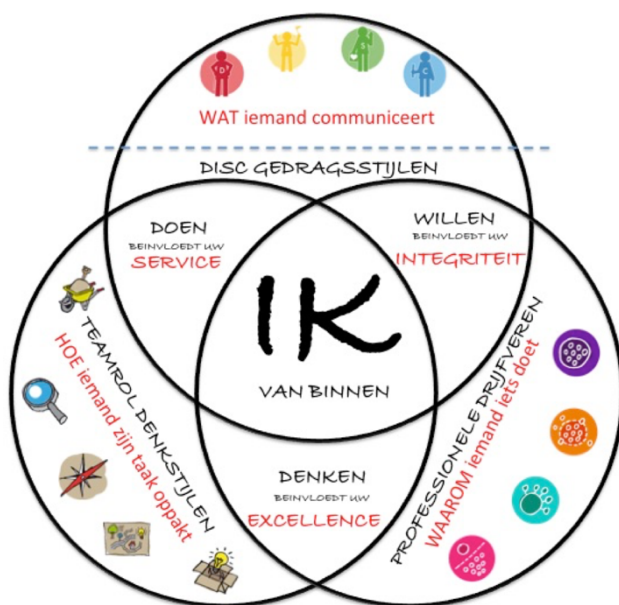 D
I
S
C
WAT iemand communiceert
DISC GEDRAGSSTIJLEN
DOEN
BEINVLOEDT UW
SERVICE
WILLEN
BEINVLOEDT UW
INTEGRITEIT
IK
VAN BINNEN
TEAMROL DENKSTIJLEN
HOE iemand zijn taak oppakt
PROFESSIONELE DRIJFVEREN
WAAROM iemand iets doet
DENKEN
BEINVLOEDT UW
EXCELLENCE